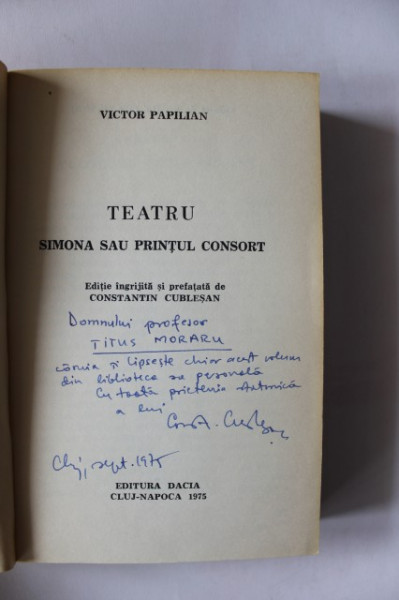 VICTOR PAPILIAN
TEATRU
SIMONA SAU PRINȚUL CONSORT
Ediție îngrijită și prefațată de
CONSTANTIN CUBLEȘAN
Domnului profesor
TITUS MORARU
căruia îi lipsește chiar acest volum
din biblioteca sa personală
Cu toată prietenia
a lui
Const. Cubleșan
Cluj, sept. 1975
EDITURA DACIA
CLUJ-NAPOCA 1975